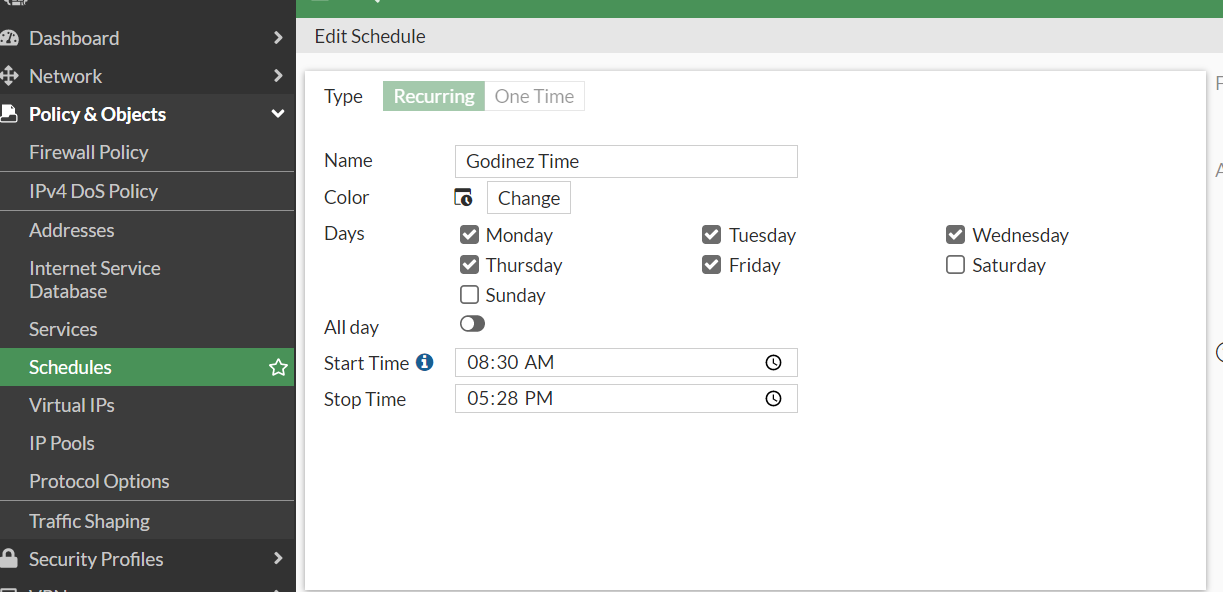 Dashboard
Network
Policy & Objects
Firewall Policy
IPv4 DoS Policy
Addresses
Internet Service
Database
Services
Schedules
Virtual IPs
IP Pools
Protocol Options
Traffic Shaping
Security Profiles
Edit Schedule
Type Recurring One Time
Name Godinez Time
Color Change
Days Monday Tuesday Wednesday
Thursday Friday Saturday
Sunday
All day
Start Time 08:30 AM
Stop Time 05:28 PM